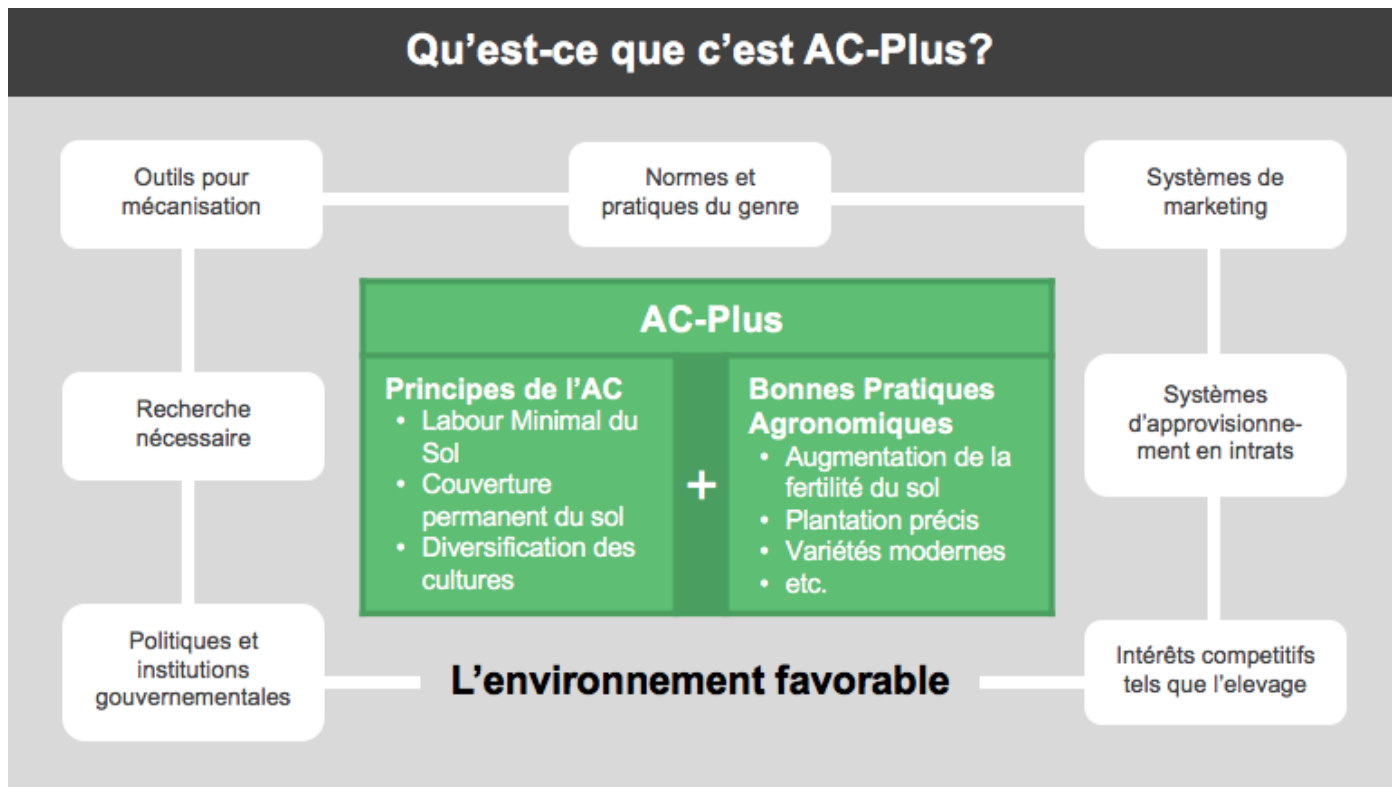 Qu’est-ce que c’est AC-Plus?
Outils pour
mécanisation
Normes et
pratiques du genre
Systèmes de
marketing
AC-Plus
Principes de l’AC
• Labour Minimal du
Sol
• Couverture
permanent du sol
• Diversification des
cultures
+
Bonnes Pratiques
Agronomiques
• Augmentation de la
fertilité du sol
• Plantation précis
• Variétés modernes
• etc.
Recherche
nécessaire
Systèmes
d’approvisionne-
ment en intrats
Politiques et
institutions
gouvernementales
L’environnement favorable
Intérêts competitifs
tels que l’elevage